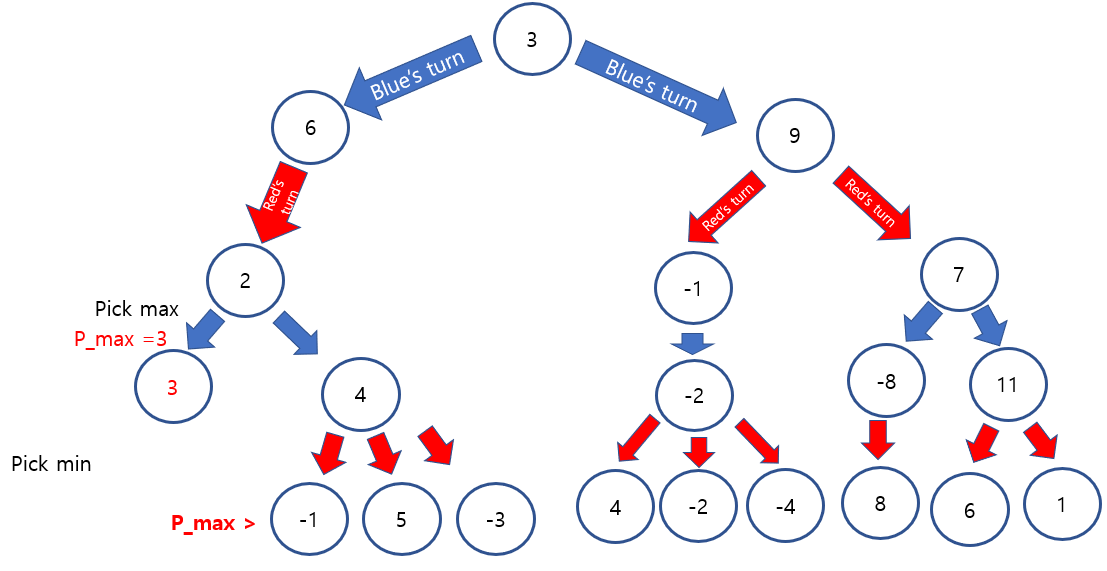 3
Blue's turn
Blue's turn
6
9
Red's
turn
Red's turn
Red's turn
2
-1
7
Pick max
P_max =3
3
4
-2
-8
11
Pick min
P_max >
-1
5
-3
4
-2
-4
8
6
1